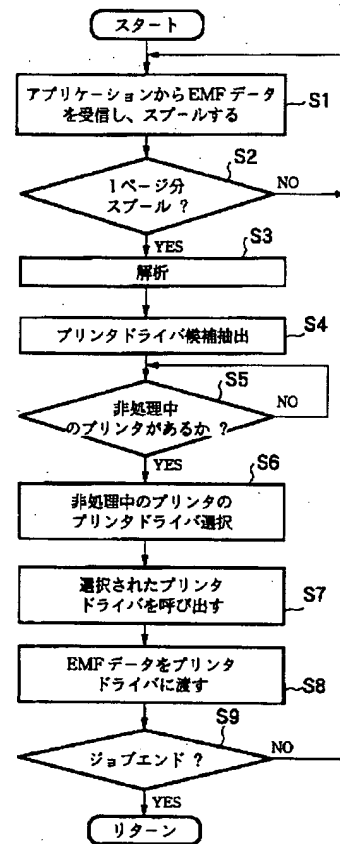 スタート
アプリケーションからEMFデータ
を受信し、スプールする
S1
S2
1ページ分
スプール ?
NO
YES
S3
解析
S4
プリンタドライバ候補抽出
S5
非処理中
のプリンタがあるか ?
NO
YES
S6
非処理中のプリンタの
プリンタドライバ選択
選択されたプリンタ
ドライバを呼び出す
S7
EMFデータをプリンタ
ドライバに渡す
S8
S9
ジョブエンド ?
NO
YES
リターン